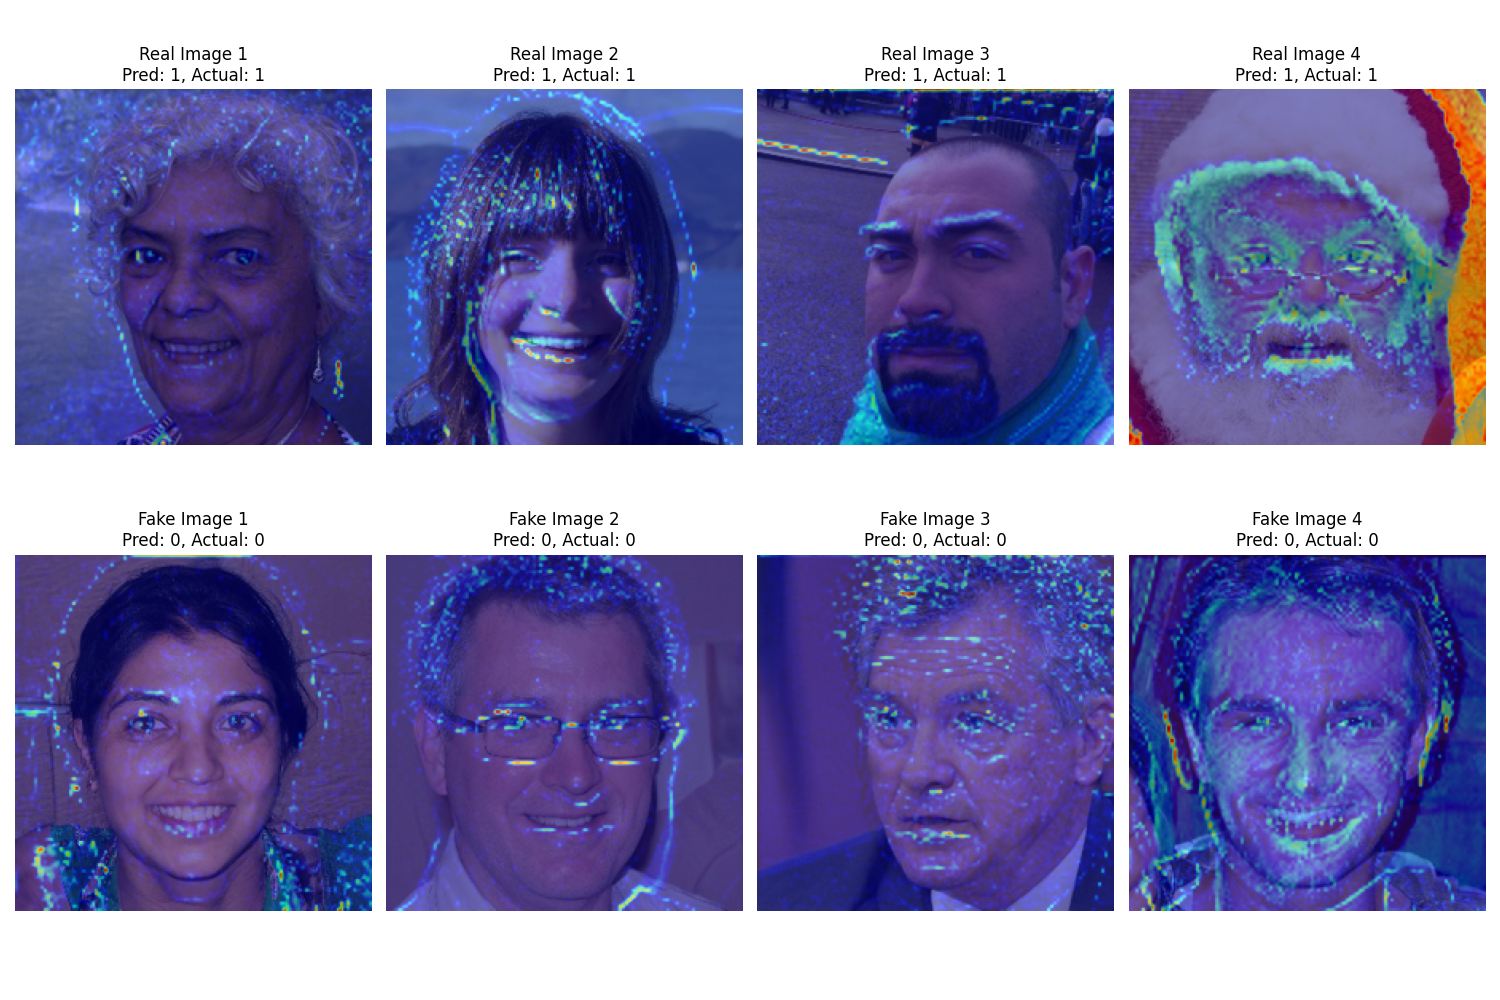 Real Image 1
Pred: 1, Actual: 1
Real Image 2
Pred: 1, Actual: 1
Real Image 3
Pred: 1, Actual: 1
Real Image 4
Pred: 1, Actual: 1
Fake Image 1
Pred: 0, Actual: 0
Fake Image 2
Pred: 0, Actual: 0
Fake Image 3
Pred: 0, Actual: 0
Fake Image 4
Pred: 0, Actual: 0